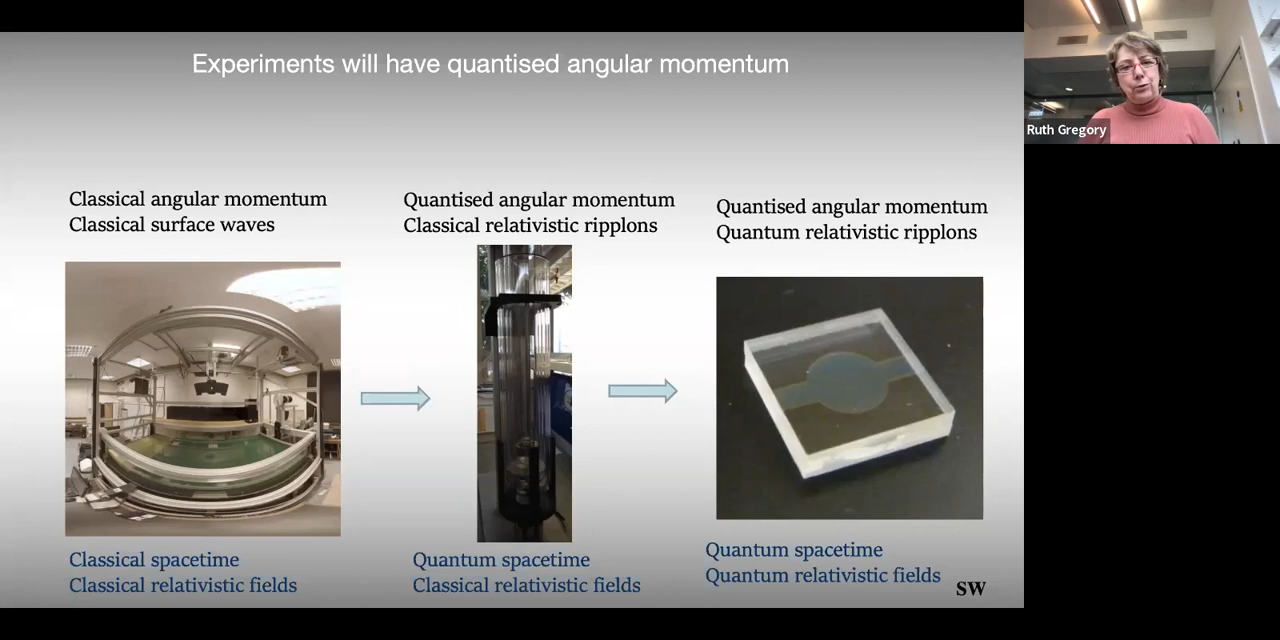 Experiments will have quantised angular momentum
Ruth Gregory
Classical angular momentum
Classical surface waves
Quantised angular momentum
Classical relativistic ripplons
Quantised angular momentum
Quantum relativistic ripplons
Classical spacetime
Classical relativistic fields
Quantum spacetime
Classical relativistic fields
Quantum spacetime
Quantum relativistic fields
SW